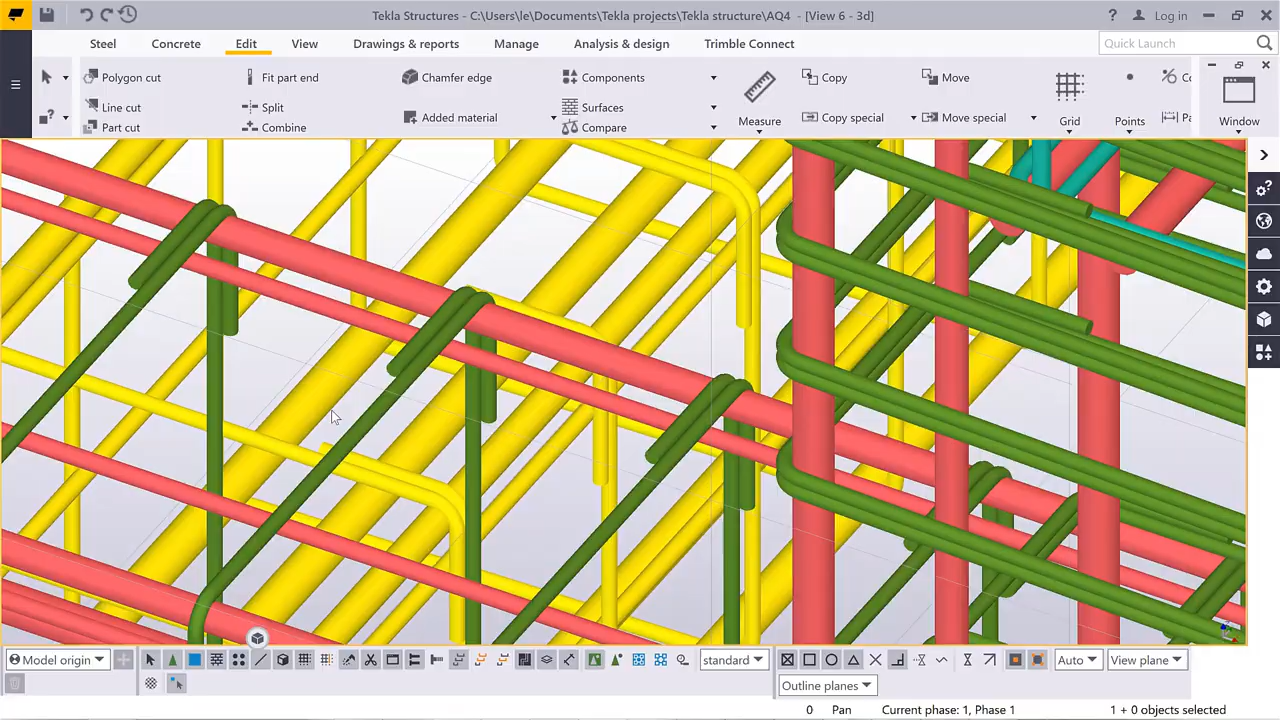 Tekla Structures - C:\Users\le\Documents\Tekla projects\Tekla structure\AQ4 - [View 6 - 3d]
? Log in
Steel Concrete Edit View Drawings & reports Manage Analysis & design Trimble Connect Quick Launch
Polygon cut Fit part end Chamfer edge Components Copy Move Co
Line cut Split Added material Surfaces Measure Copy special Move special Grid Points Pa Window
Part cut Combine Compare
Model origin standard Auto View plane
Outline planes
0 Pan Current phase: 1, Phase 1 1 + 0 objects selected